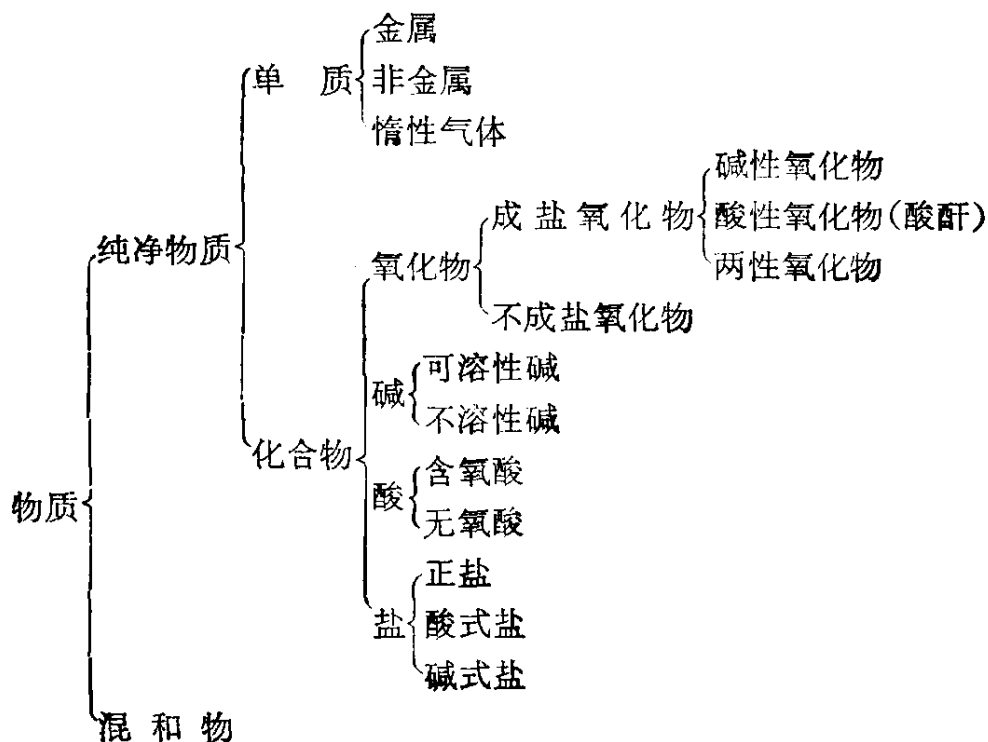 金属
单 质 非金属
惰性气体
碱性氧化物
成盐氧化物 酸性氧化物(酸酐)
纯净物质
氧化物 两性氧化物
不成盐氧化物
可溶性碱
碱
不溶性碱
化合物
含氧酸
酸
物质
无氧酸
正盐
盐 酸式盐
碱式盐
混和物